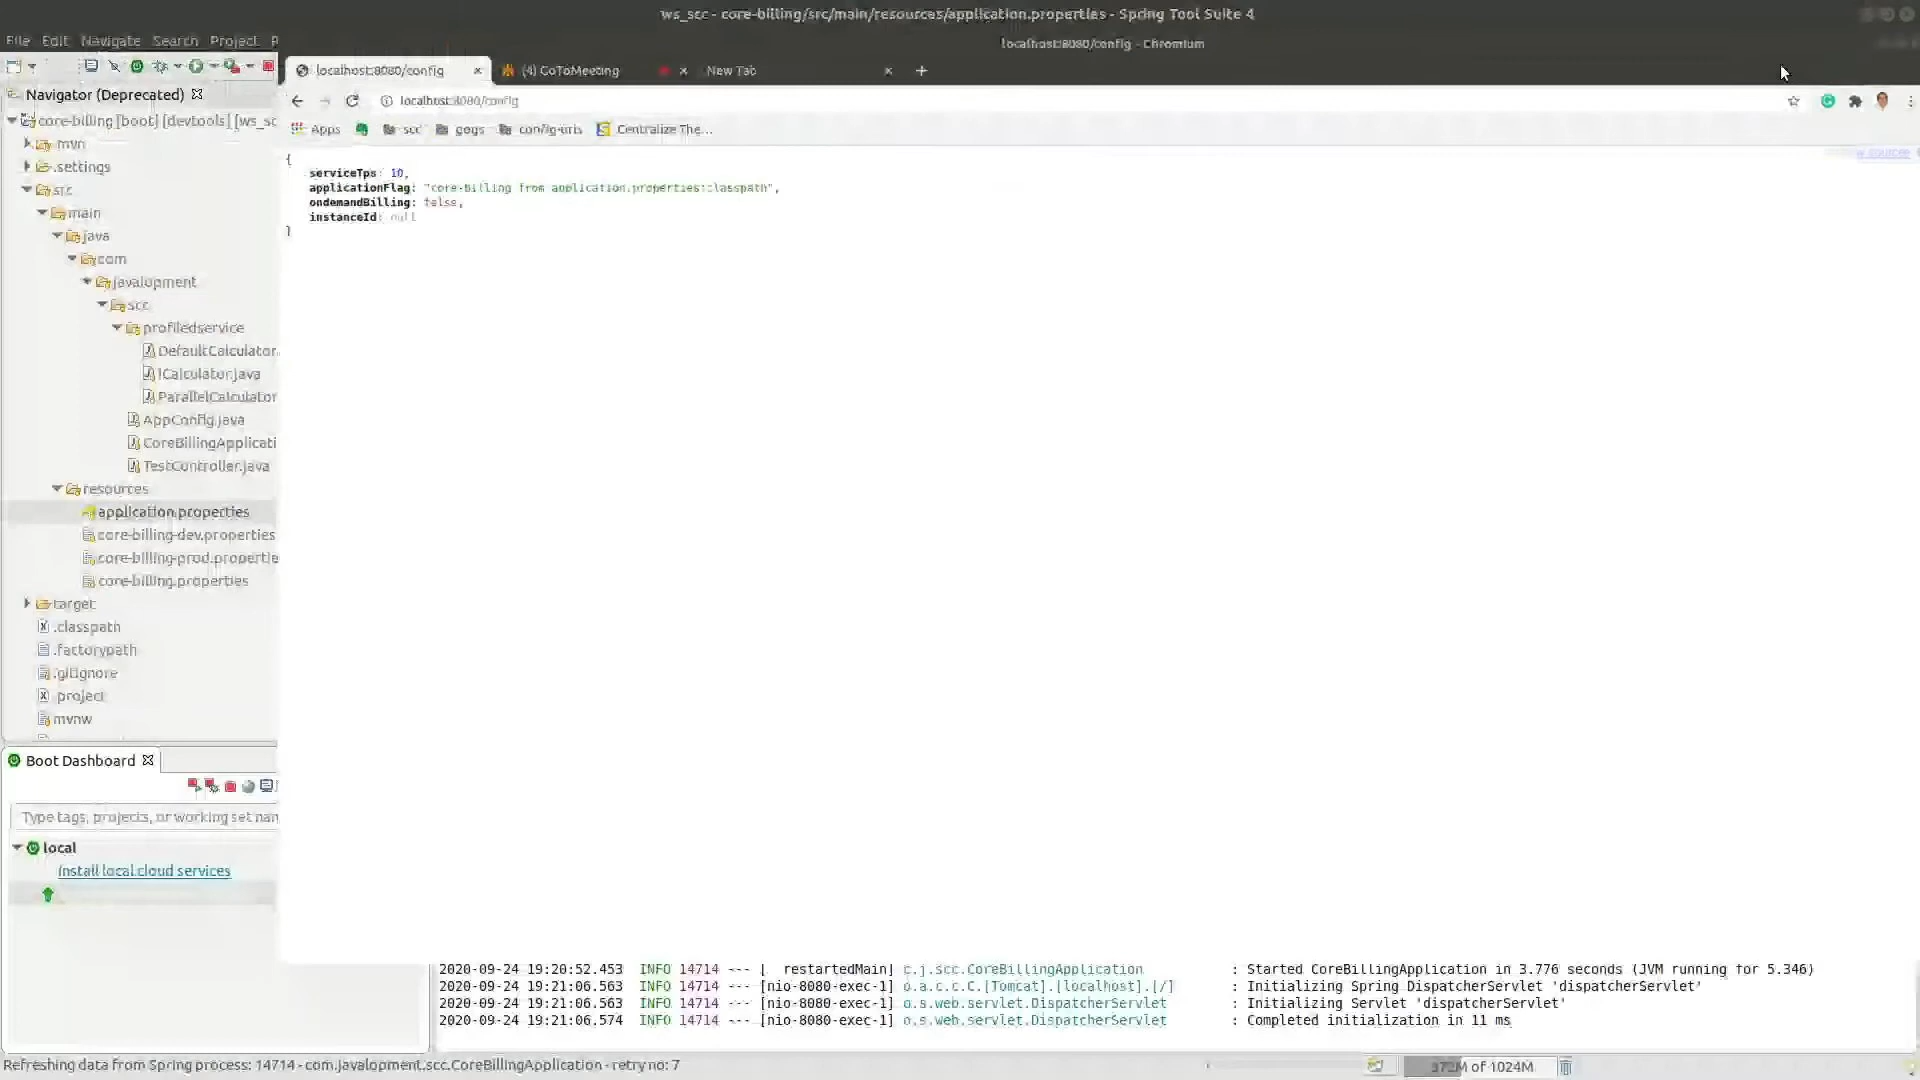 ws_scc - core-billing/src/main/resources/application.properties - Spring Tool Suite 4
File Edit Navigate Search Project
localhost:8080/config - Chromium
localhost:8080/config
(4) GoToMeeting
New Tab
Navigator (Deprecated)
localhost:8080/config
core-billing [boot] [devtools] [ws_sc
Apps
scc
gogs
config-urls
Centralize The...
.mvn
.settings
src
main
java
com
javalopment
scc
profiledservice
DefaultCalculator.
ICalculator.java
ParallelCalculator
AppConfig.java
CoreBillingApplicati
TestController.java
resources
application.properties
core-billing-dev.properties
core-billing-prod.propertie
core-billing.properties
target
.classpath
.factorypath
.gitignore
.project
mvnw
{
serviceTps: 10,
applicationFlag: "core-billing from application.properties:classpath",
ondemandBilling: false,
instanceId: null
}
w source
Boot Dashboard
Type tags, projects, or working set nam
local
Install local cloud services
2020-09-24 19:20:52.453 INFO 14714 --- [ restartedMain] c.j.scc.CoreBillingApplication : Started CoreBillingApplication in 3.776 seconds (JVM running for 5.346)
2020-09-24 19:21:06.563 INFO 14714 --- [nio-8080-exec-1] o.a.c.c.C.[Tomcat].[localhost].[/] : Initializing Spring DispatcherServlet 'dispatcherServlet'
2020-09-24 19:21:06.563 INFO 14714 --- [nio-8080-exec-1] o.s.web.servlet.DispatcherServlet : Initializing Servlet 'dispatcherServlet'
2020-09-24 19:21:06.574 INFO 14714 --- [nio-8080-exec-1] o.s.web.servlet.DispatcherServlet : Completed initialization in 11 ms
Refreshing data from Spring process: 14714 - com.javalopment.scc.CoreBillingApplication - retry no: 7
of 1024M